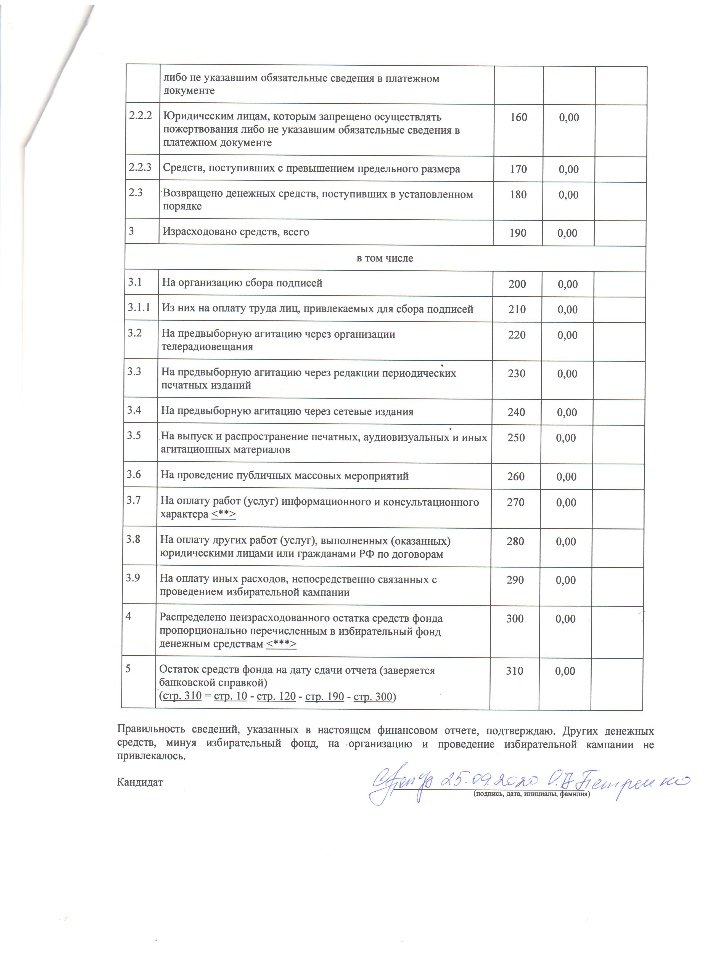 либо не указавшим обязательные сведения в платежном
документе
2.2.2 Юридическим лицам, которым запрещено осуществлять 160 0,00
пожертвования либо не указавшим обязательные сведения в
платежном документе
2.2.3 Средств, поступивших с превышением предельного размера 170 0,00
2.3 Возвращено денежных средств, поступивших в установленном 180 0,00
порядке
3 Израсходовано средств, всего 190 0,00
в том числе
3.1 На организацию сбора подписей 200 0,00
3.1.1 Из них на оплату труда лиц, привлекаемых для сбора подписей 210 0,00
3.2 На предвыборную агитацию через организации 220 0,00
телерадиовещания
3.3 На предвыборную агитацию через редакции периодических 230 0,00
печатных изданий
3.4 На предвыборную агитацию через сетевые издания 240 0,00
3.5 На выпуск и распространение печатных, аудиовизуальных и иных 250 0,00
агитационных материалов
3.6 На проведение публичных массовых мероприятий 260 0,00
3.7 На оплату работ (услуг) информационного и консультационного 270 0,00
характера <**>
3.8 На оплату других работ (услуг), выполненных (оказанных) 280 0,00
юридическими лицами или гражданами РФ по договорам
3.9 На оплату иных расходов, непосредственно связанных с 290 0,00
проведением избирательной кампании
4 Распределено неизрасходованного остатка средств фонда 300 0,00
пропорционально перечисленным в избирательный фонд
денежным средствам <***>
5 Остаток средств фонда на дату сдачи отчета (заверяется 310 0,00
банковской справкой)
(стр. 310 = стр. 10 - стр. 120 - стр. 190 - стр. 300)
Правильность сведений, указанных в настоящем финансовом отчете, подтверждаю. Других денежных
средств, минуя избирательный фонд, на организацию и проведение избирательной кампании не
привлекалось.
Кандидат 25.09.2020 Петренко
(подпись, дата, инициалы, фамилия)